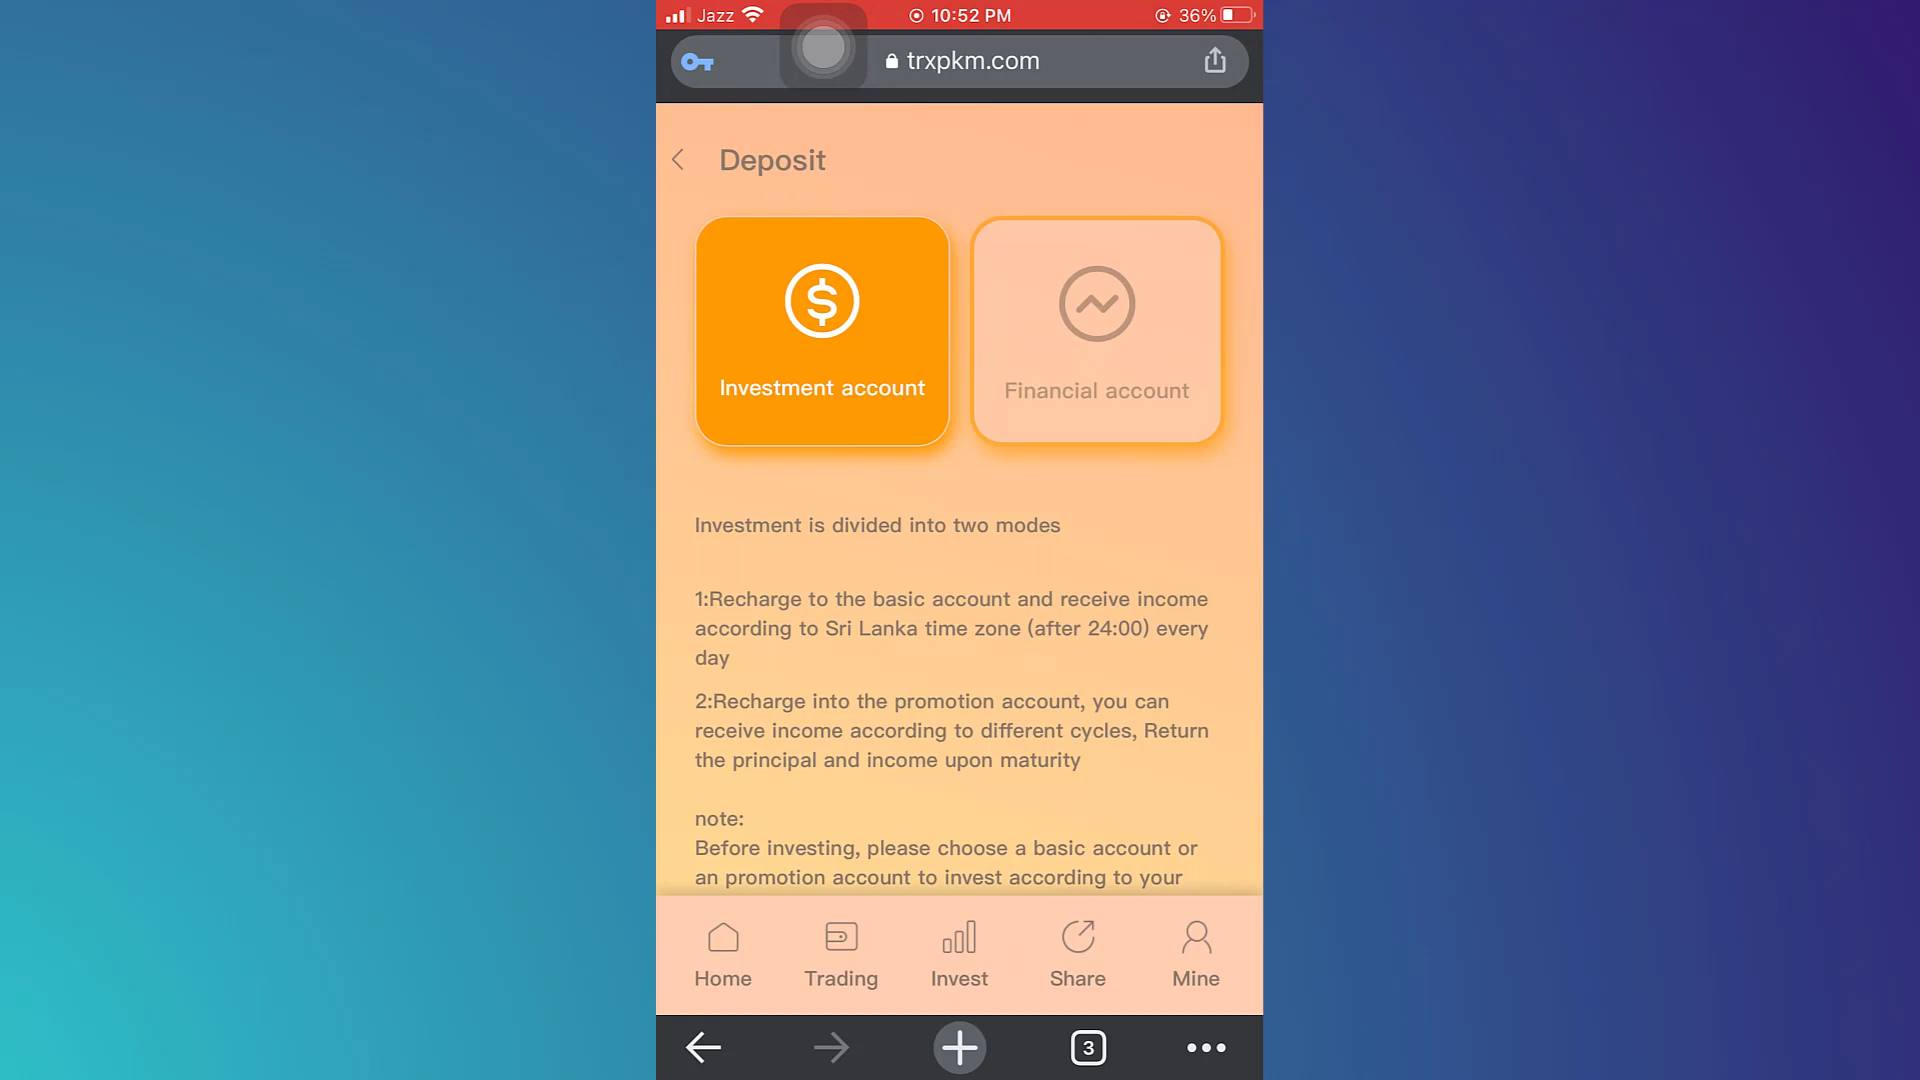 Jazz 10:52 PM 36%
trxpkm.com
Deposit
$
Investment account
Financial account
Investment is divided into two modes
1:Recharge to the basic account and receive income
according to Sri Lanka time zone (after 24:00) every
day
2:Recharge into the promotion account, you can
receive income according to different cycles, Return
the principal and income upon maturity
note:
Before investing, please choose a basic account or
an promotion account to invest according to your
Home Trading Invest Share Mine
3